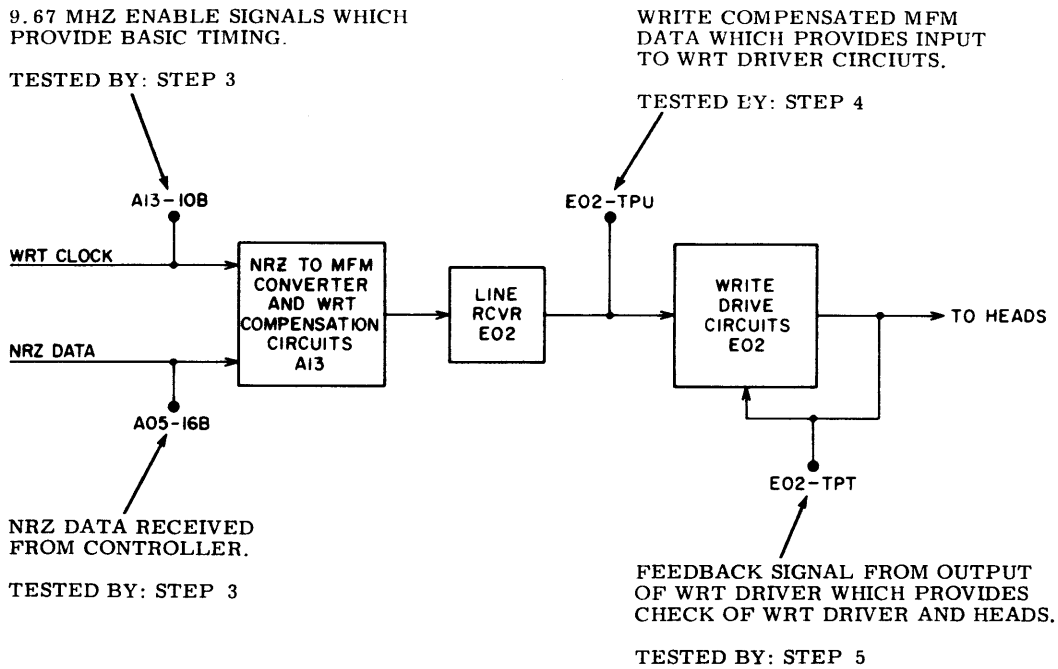 9.67 MHZ ENABLE SIGNALS WHICH
PROVIDE BASIC TIMING.
TESTED BY: STEP 3
WRITE COMPENSATED MFM
DATA WHICH PROVIDES INPUT
TO WRT DRIVER CIRCIUTS.
TESTED BY: STEP 4
A13-10B
E02-TPU
WRT CLOCK
NRZ DATA
NRZ TO MFM
CONVERTER
AND WRT
COMPENSATION
CIRCUITS
A13
LINE
RCVR
E02
WRITE
DRIVE
CIRCUITS
E02
TO HEADS
A05-16B
E02-TPT
NRZ DATA RECEIVED
FROM CONTROLLER.
TESTED BY: STEP 3
FEEDBACK SIGNAL FROM OUTPUT
OF WRT DRIVER WHICH PROVIDES
CHECK OF WRT DRIVER AND HEADS.
TESTED BY: STEP 5